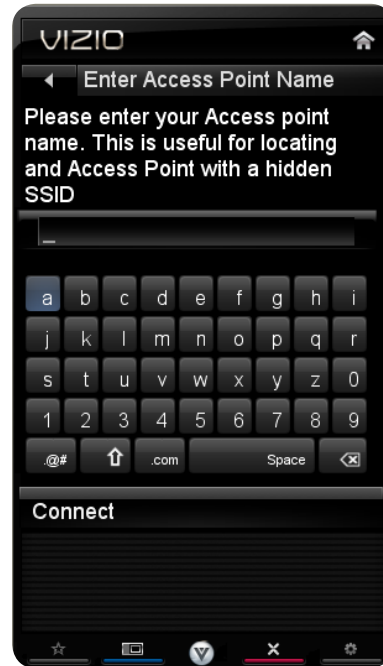 VIZIO
Enter Access Point Name
Please enter your Access point
name. This is useful for locating
and Access Point with a hidden
SSID
_
a b c d e f g h i
j k l m n o p q r
s t u v w x y z 0
1 2 3 4 5 6 7 8 9
.@# .com Space
Connect
V